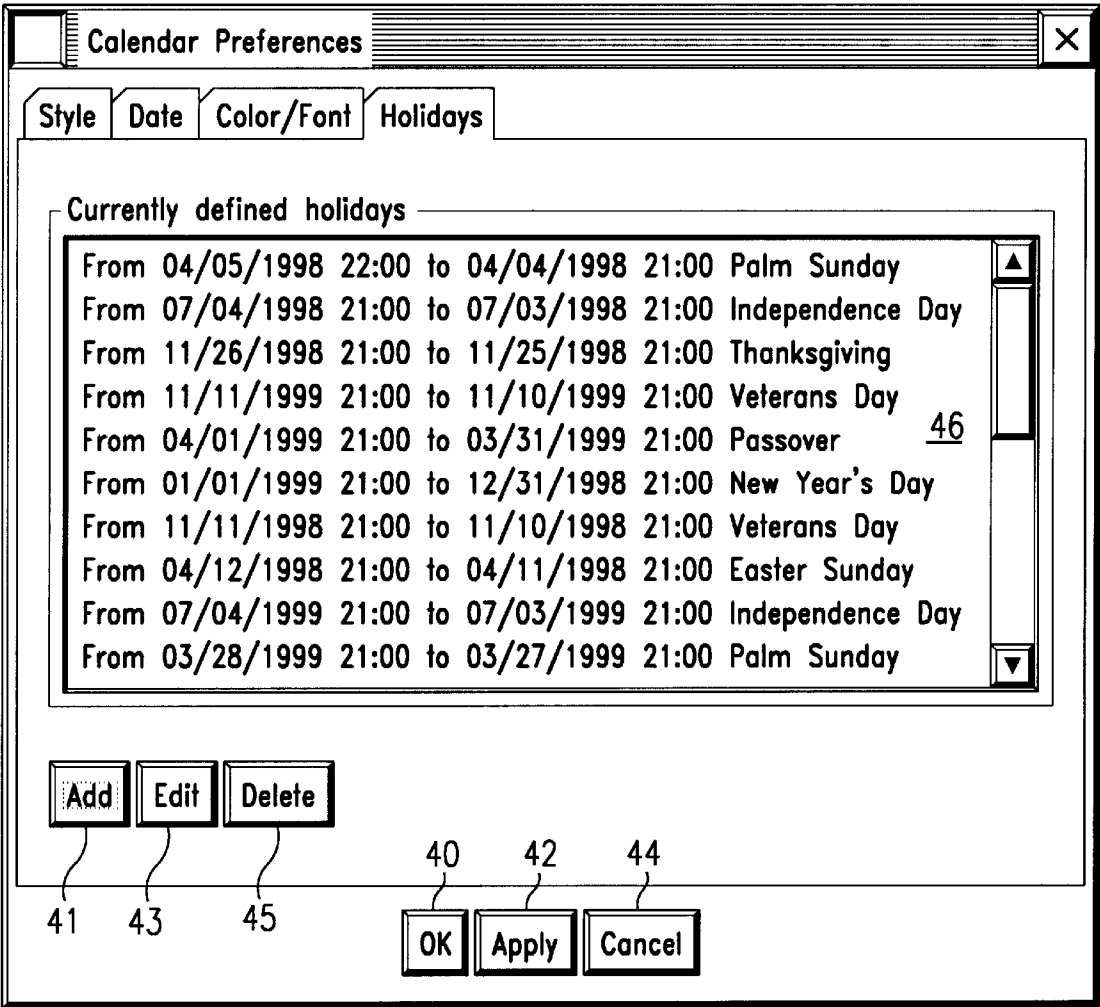 Calendar Preferences
Style Date Color/Font Holidays
Currently defined holidays
From 04/05/1998 22:00 to 04/04/1998 21:00 Palm Sunday
From 07/04/1998 21:00 to 07/03/1998 21:00 Independence Day
From 11/26/1998 21:00 to 11/25/1998 21:00 Thanksgiving
From 11/11/1999 21:00 to 11/10/1999 21:00 Veterans Day
From 04/01/1999 21:00 to 03/31/1999 21:00 Passover 46
From 01/01/1999 21:00 to 12/31/1998 21:00 New Year's Day
From 11/11/1998 21:00 to 11/10/1998 21:00 Veterans Day
From 04/12/1998 21:00 to 04/11/1998 21:00 Easter Sunday
From 07/04/1999 21:00 to 07/03/1999 21:00 Independence Day
From 03/28/1999 21:00 to 03/27/1999 21:00 Palm Sunday
Add Edit Delete
40 42 44
41 43 45
OK Apply Cancel